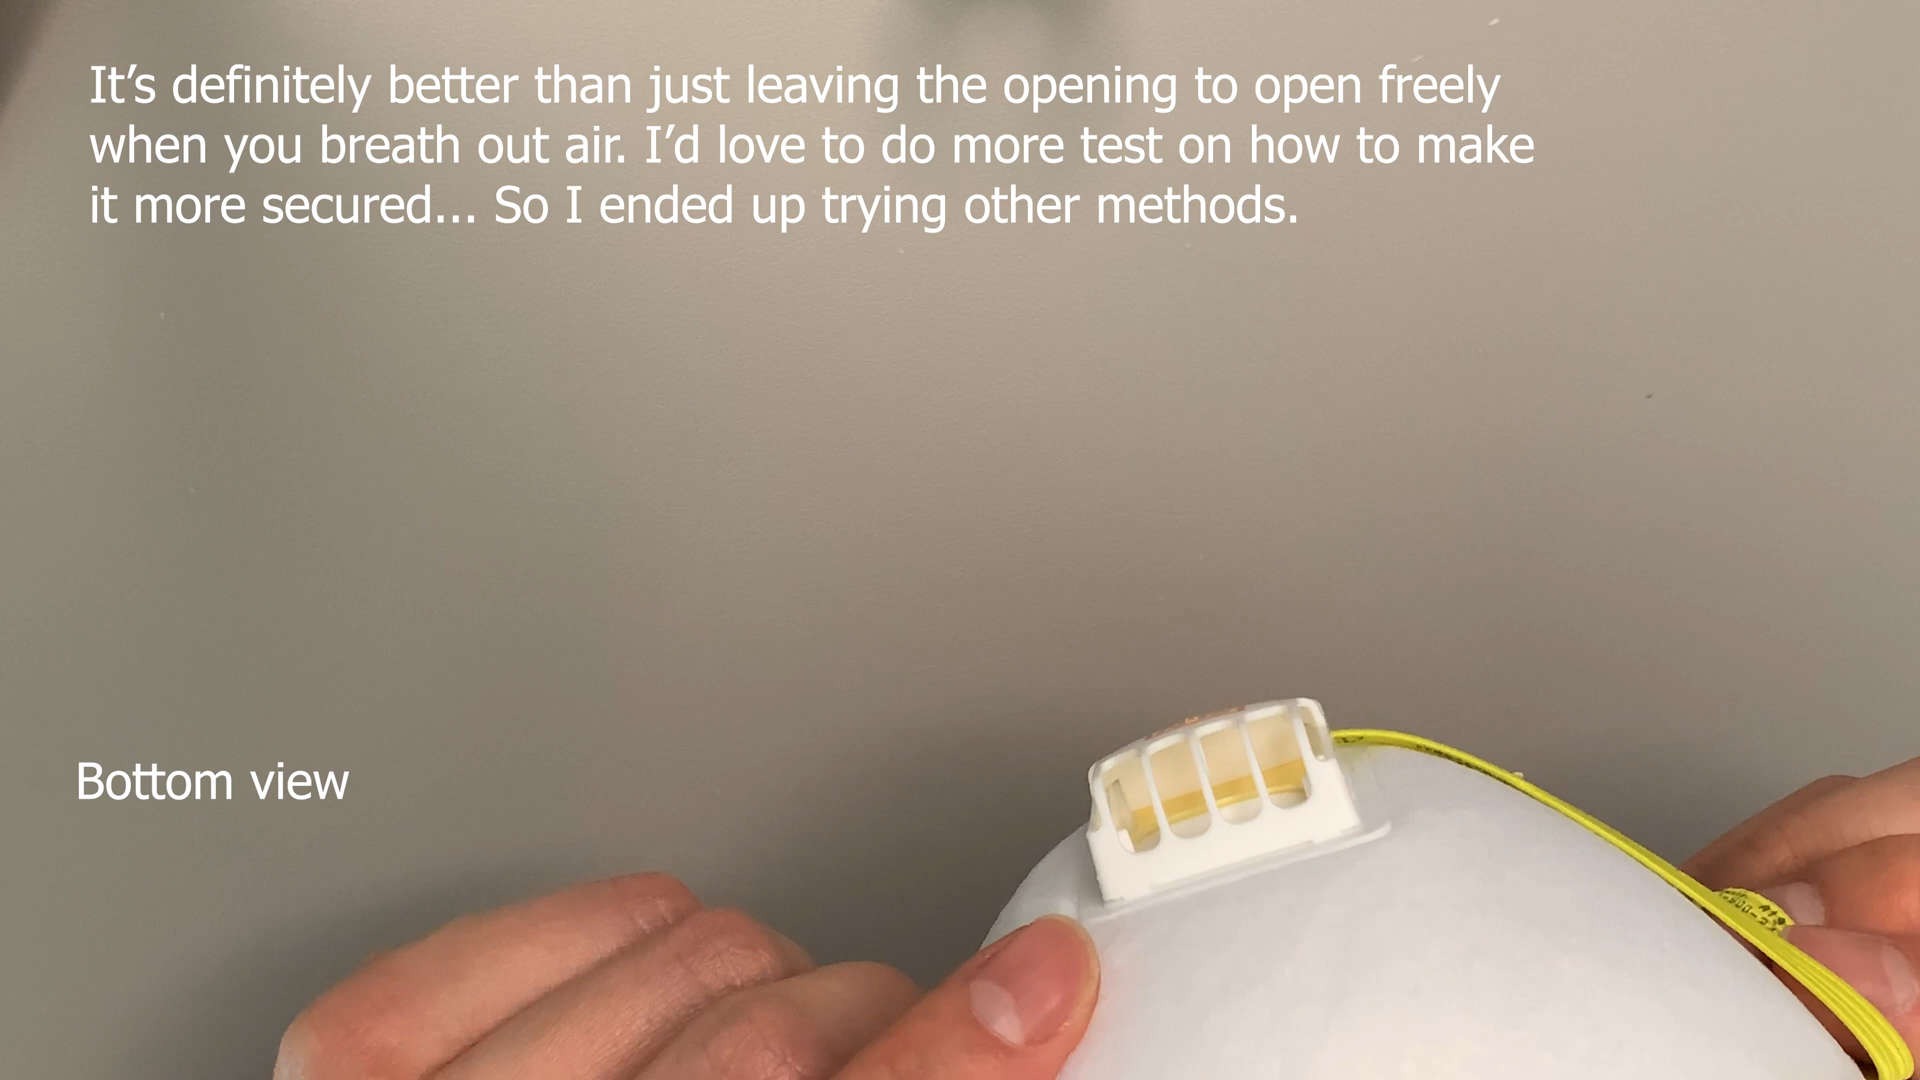 It’s definitely better than just leaving the opening to open freely
when you breath out air. I’d love to do more test on how to make
it more secured... So I ended up trying other methods.
Bottom view